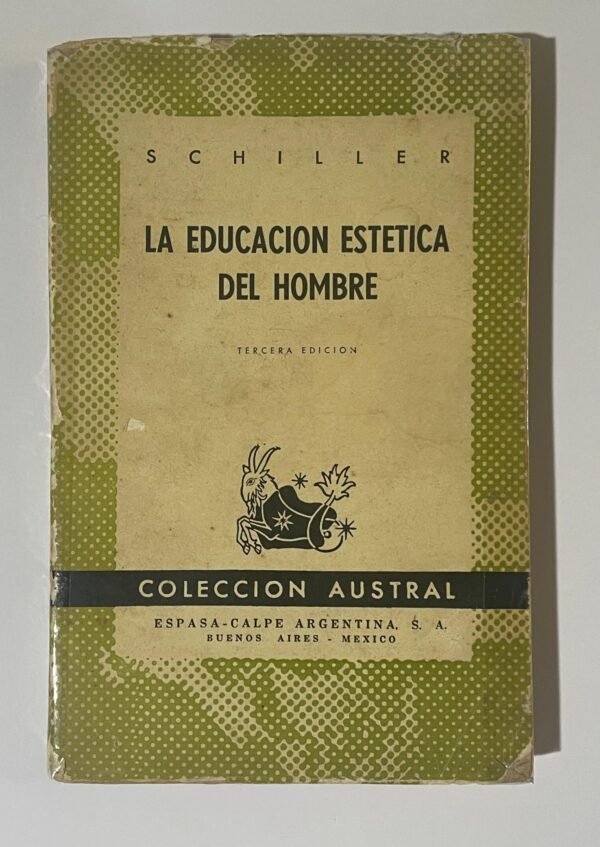 SCHILLER
LA EDUCACION ESTETICA
DEL HOMBRE
TERCERA EDICION
COLECCION AUSTRAL
ESPASA-CALPE ARGENTINA, S. A.
BUENOS AIRES - MEXICO